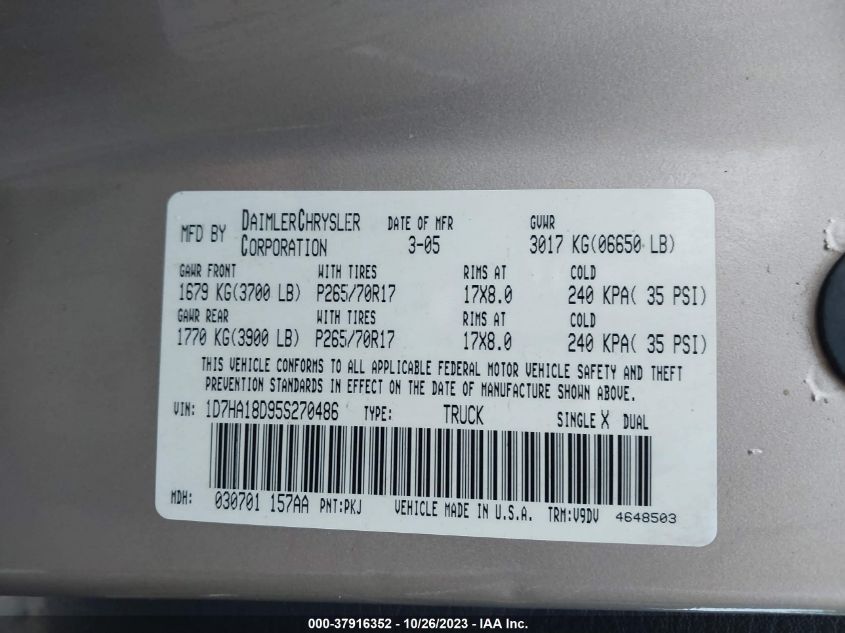 MFD BY DAIMLERCHRYSLER CORPORATION DATE OF MFR 3-05 GVWR 3017 KG(06650 LB)
GAWR FRONT WITH TIRES RIMS AT COLD
1679 KG(3700 LB) P265/70R17 17X8.0 240 KPA( 35 PSI)
GAWR REAR WITH TIRES RIMS AT COLD
1770 KG(3900 LB) P265/70R17 17X8.0 240 KPA( 35 PSI)
THIS VEHICLE CONFORMS TO ALL APPLICABLE FEDERAL MOTOR VEHICLE SAFETY AND THEFT
PREVENTION STANDARDS IN EFFECT ON THE DATE OF MANUFACTURE SHOWN ABOVE.
VIN: 1D7HA18D95S270486 TYPE: TRUCK SINGLE X DUAL
MDH: 030701 157AA PNT:PKJ VEHICLE MADE IN U.S.A. TRM:V9DV 4648503
000-37916352 - 10/26/2023 - IAA Inc.